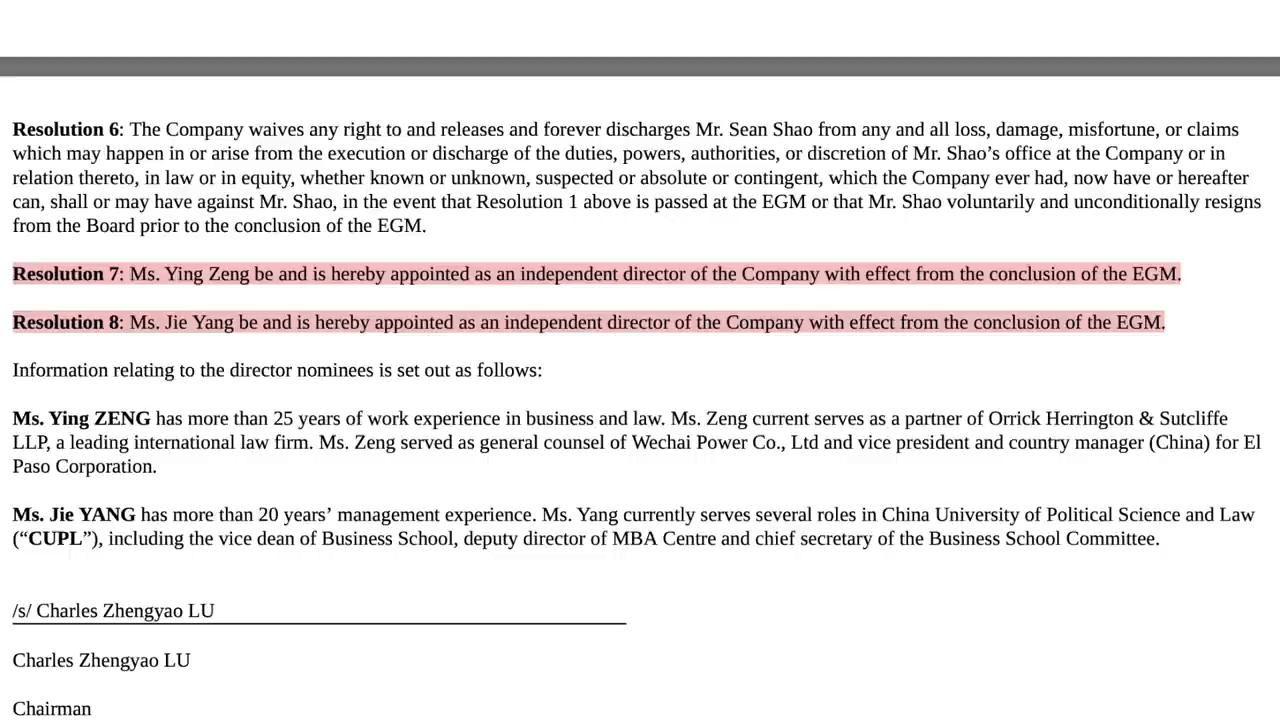 Resolution 6: The Company waives any right to and releases and forever discharges Mr. Sean Shao from any and all loss, damage, misfortune, or claims
which may happen in or arise from the execution or discharge of the duties, powers, authorities, or discretion of Mr. Shao’s office at the Company or in
relation thereto, in law or in equity, whether known or unknown, suspected or absolute or contingent, which the Company ever had, now have or hereafter
can, shall or may have against Mr. Shao, in the event that Resolution 1 above is passed at the EGM or that Mr. Shao voluntarily and unconditionally resigns
from the Board prior to the conclusion of the EGM.
Resolution 7: Ms. Ying Zeng be and is hereby appointed as an independent director of the Company with effect from the conclusion of the EGM.
Resolution 8: Ms. Jie Yang be and is hereby appointed as an independent director of the Company with effect from the conclusion of the EGM.
Information relating to the director nominees is set out as follows:
Ms. Ying ZENG has more than 25 years of work experience in business and law. Ms. Zeng current serves as a partner of Orrick Herrington & Sutcliffe
LLP, a leading international law firm. Ms. Zeng served as general counsel of Wechai Power Co., Ltd and vice president and country manager (China) for El
Paso Corporation.
Ms. Jie YANG has more than 20 years’ management experience. Ms. Yang currently serves several roles in China University of Political Science and Law
(“CUPL”), including the vice dean of Business School, deputy director of MBA Centre and chief secretary of the Business School Committee.
/s/ Charles Zhengyao LU
Charles Zhengyao LU
Chairman